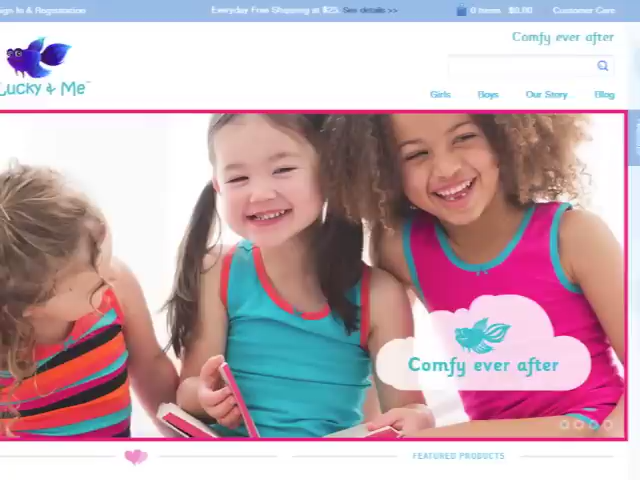 Sign In & Registration
Everyday Free Shipping at $25. See details >>
0 items $0.00
Customer Care
Lucky & Me™
Comfy ever after
Girls Boys Our Story Blog
Comfy ever after
FEATURED PRODUCTS